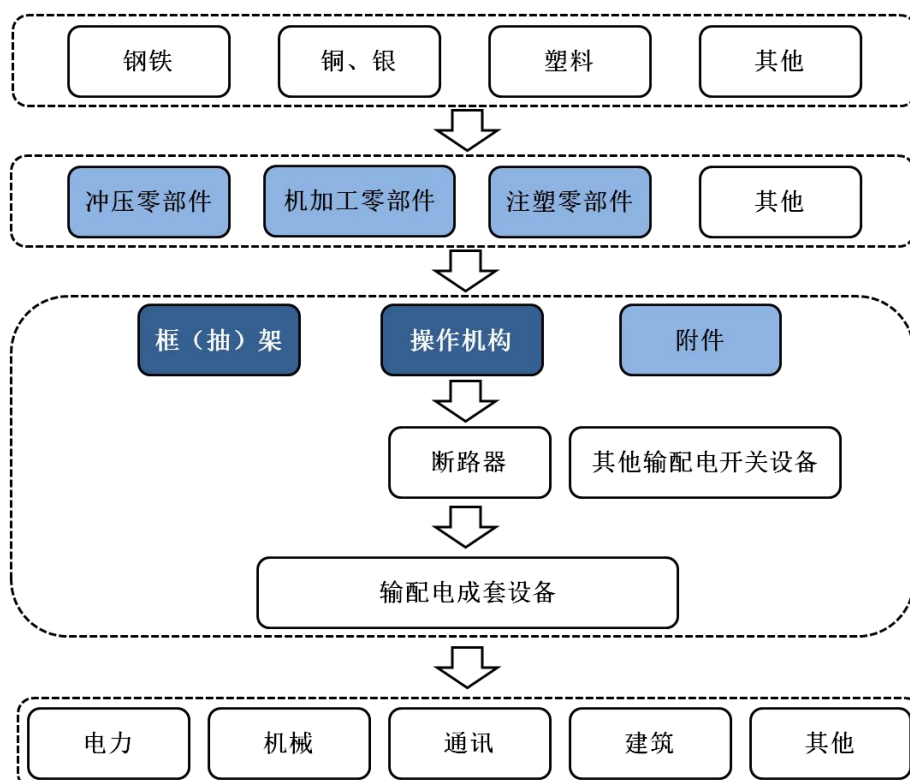 钢铁
铜、银
塑料
其他
冲压零部件
机加工零部件
注塑零部件
其他
框（抽）架
操作机构
附件
断路器
其他输配电开关设备
输配电成套设备
电力
机械
通讯
建筑
其他